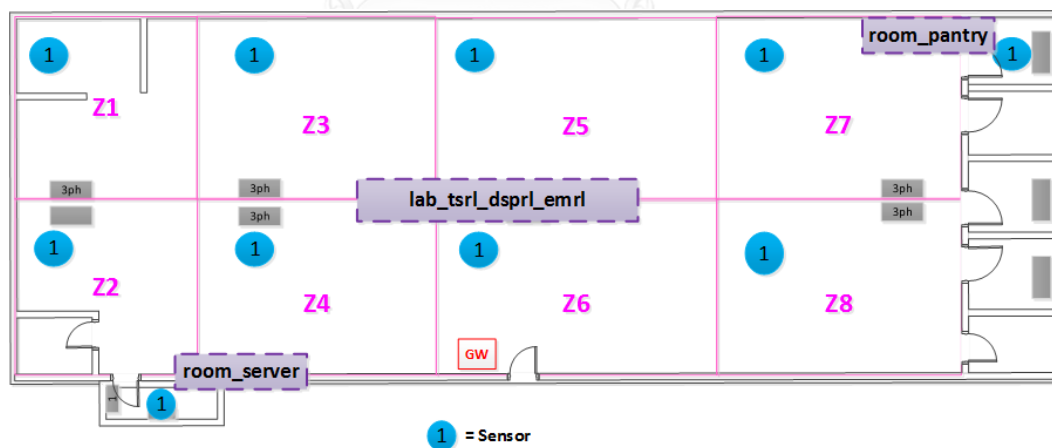 1
1
1
1
room_pantry
1
Z1
Z3
Z5
Z7
3ph
3ph
3ph
lab_tsrl_dsprl_emrl
3ph
3ph
1
1
1
1
Z2
Z4
Z6
Z8
GW
room_server
1
1
1 = Sensor